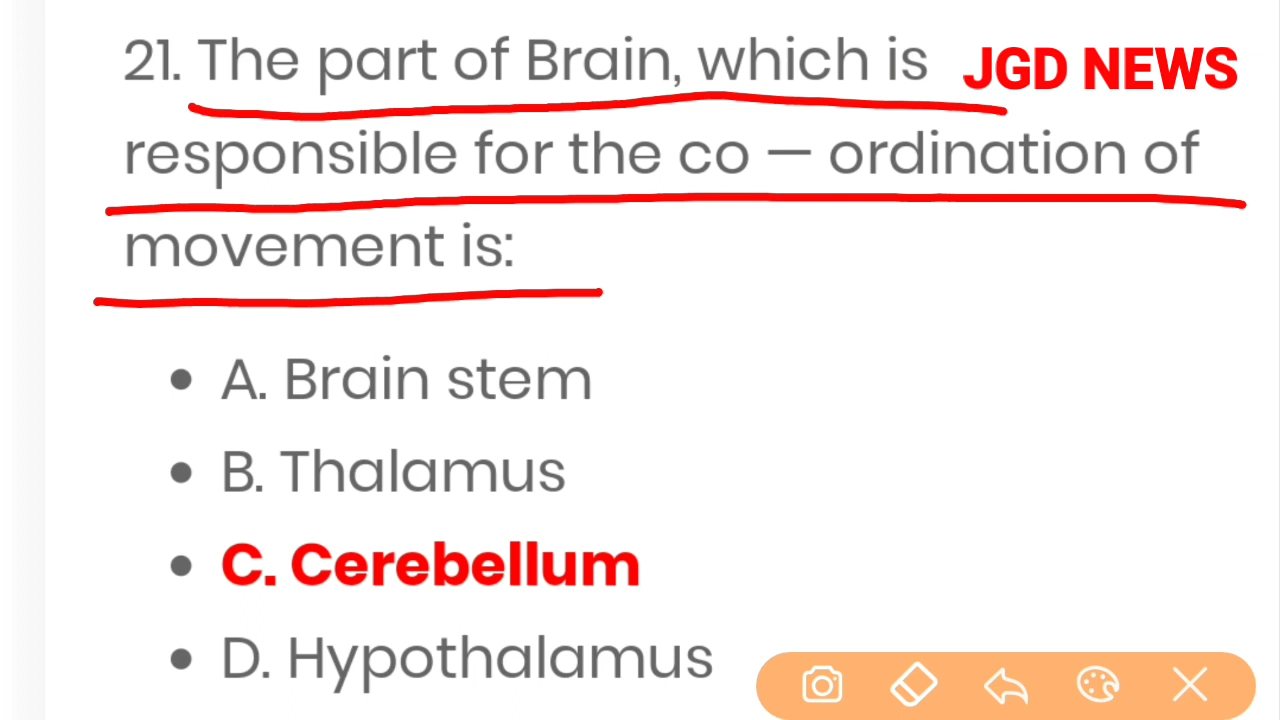 21. The part of Brain, which is JGD NEWS
responsible for the co – ordination of
movement is:
A. Brain stem
B. Thalamus
C. Cerebellum
D. Hypothalamus